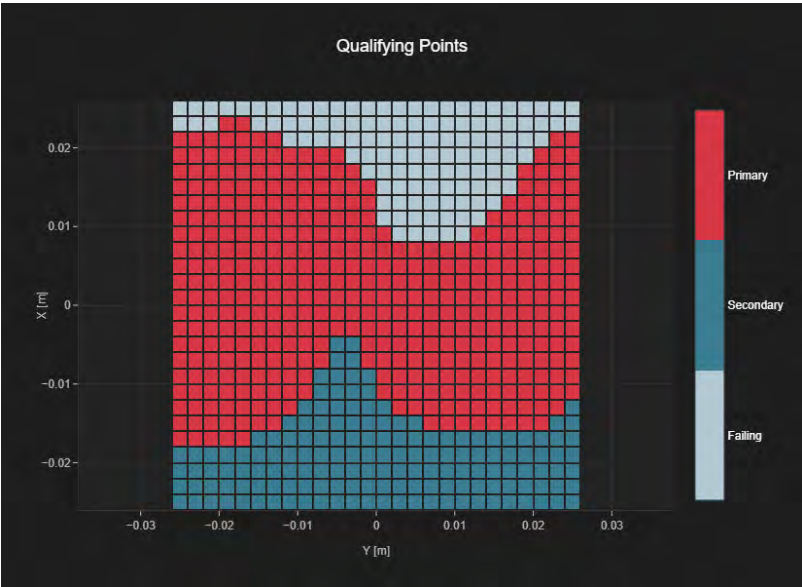 Qualifying Points
0.02
0.01
0
−0.01
−0.02
X [m]
−0.03
−0.02
−0.01
0
0.01
0.02
0.03
Y [m]
Primary
Secondary
Failing